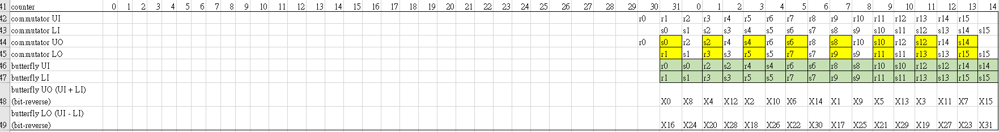 41 counter 0 1 2 3 4 5 6 7 8 9 10 11 12 13 14 15 16 17 18 19 20 21 22 23 24 25 26 27 28 29 30 31 0 1 2 3 4 5 6 7 8 9 10 11 12 13 14
42 commutator UI r0 r1 r2 r3 r4 r5 r6 r7 r8 r9 r10 r11 r12 r13 r14 r15
43 commutator LI s0 s1 s2 s3 s4 s5 s6 s7 s8 s9 s10 s11 s12 s13 s14 s15
44 commutator UO r0 s0 r2 s2 r4 s4 r6 s6 r8 s8 r10 s10 r12 s12 r14 s14
45 commutator LO r1 s1 r3 s3 r5 s5 r7 s7 r9 s9 r11 s11 r13 s13 r15 s15
46 butterfly UI r0 s0 r2 s2 r4 s4 r6 s6 r8 s8 r10 s10 r12 s12 r14 s14
47 butterfly LI r1 s1 r3 s3 r5 s5 r7 s7 r9 s9 r11 s11 r13 s13 r15 s15
butterfly UO (UI + LI)
48 (bit-reverse) X0 X8 X4 X12 X2 X10 X6 X14 X1 X9 X5 X13 X3 X11 X7 X15
butterfly LO (UI - LI)
49 (bit-reverse) X16 X24 X20 X28 X18 X26 X22 X30 X17 X25 X21 X29 X19 X27 X23 X31